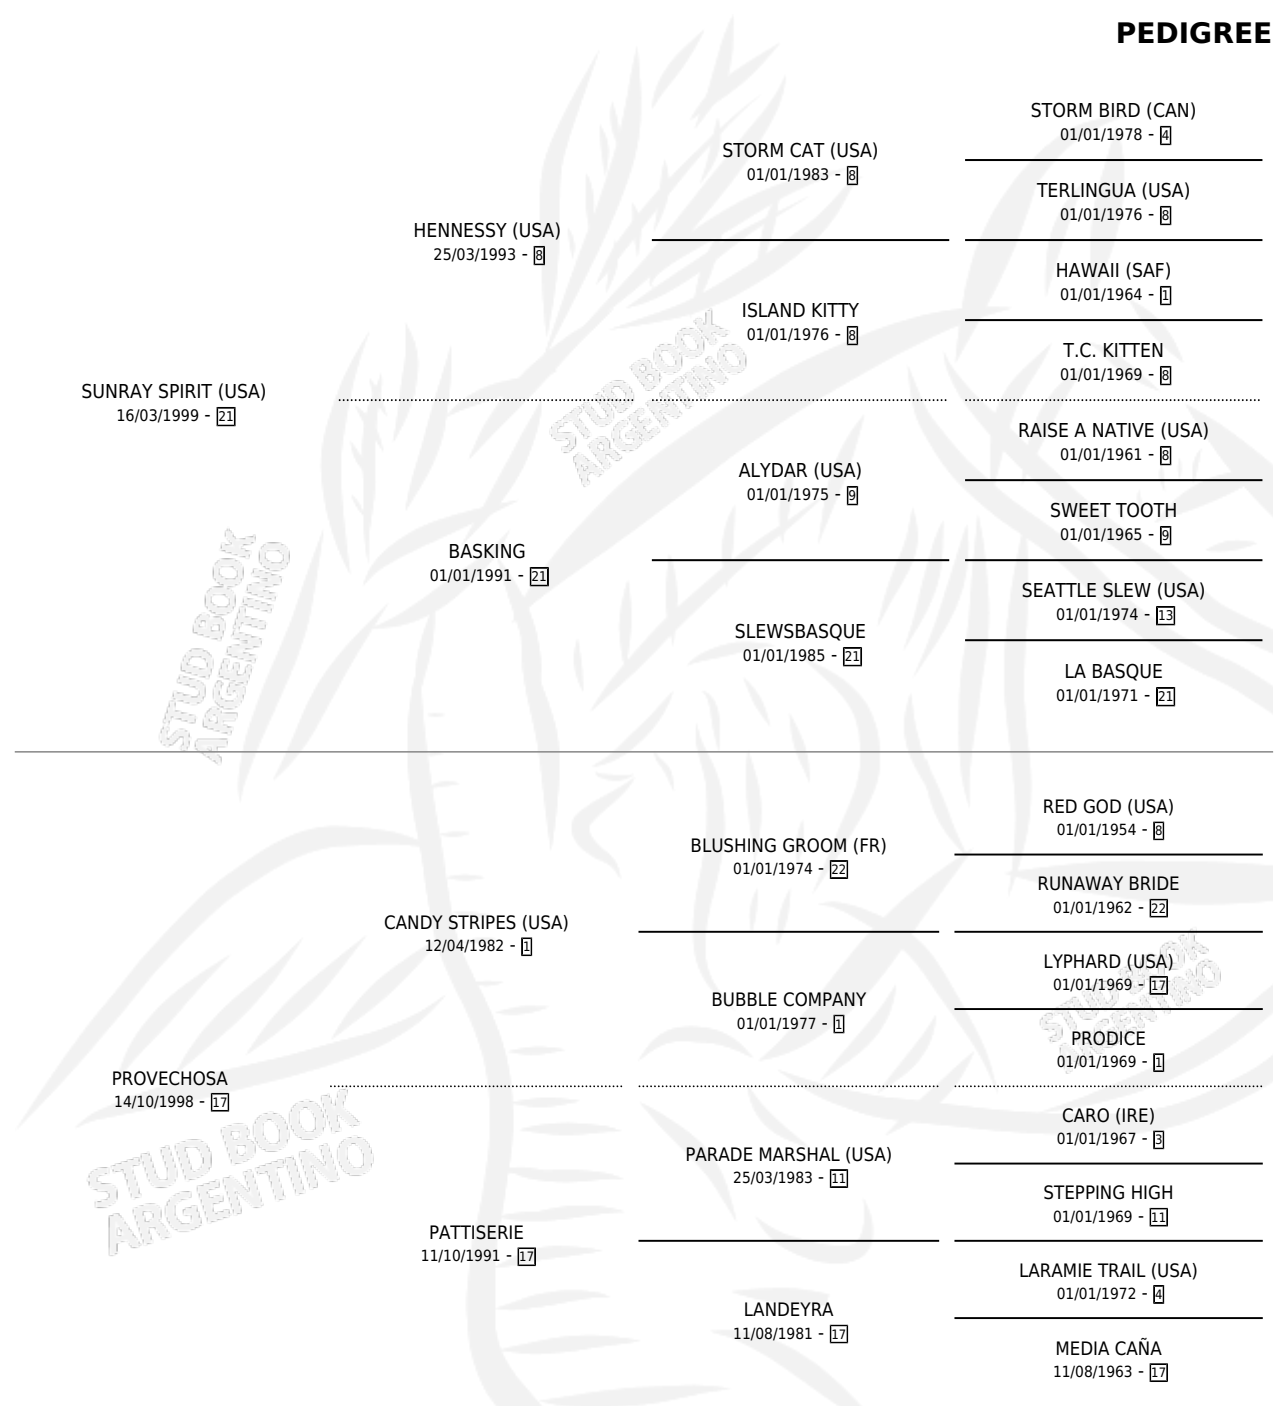 PEDIGREE
STORM BIRD (CAN)
01/01/1978 - 4
STORM CAT (USA)
01/01/1983 - 8
TERLINGUA (USA)
01/01/1976 - 8
HENNESSY (USA)
25/03/1993 - 8
HAWAII (SAF)
01/01/1964 - 1
ISLAND KITTY
01/01/1976 - 8
T.C. KITTEN
01/01/1969 - 8
SUNRAY SPIRIT (USA)
16/03/1999 - 21
RAISE A NATIVE (USA)
01/01/1961 - 8
ALYDAR (USA)
01/01/1975 - 9
SWEET TOOTH
01/01/1965 - 9
BASKING
01/01/1991 - 21
SEATTLE SLEW (USA)
01/01/1974 - 13
SLEWSBASQUE
01/01/1985 - 21
LA BASQUE
01/01/1971 - 21
RED GOD (USA)
01/01/1954 - 8
BLUSHING GROOM (FR)
01/01/1974 - 22
RUNAWAY BRIDE
01/01/1962 - 22
CANDY STRIPES (USA)
12/04/1982 - 1
LYPHARD (USA)
01/01/1969 - 17
BUBBLE COMPANY
01/01/1977 - 1
PRODICE
01/01/1969 - 1
PROVECHOSA
14/10/1998 - 17
CARO (IRE)
01/01/1967 - 3
PARADE MARSHAL (USA)
25/03/1983 - 11
STEPPING HIGH
01/01/1969 - 11
PATTISERIE
11/10/1991 - 17
LARAMIE TRAIL (USA)
01/01/1972 - 4
LANDEYRA
11/08/1981 - 17
MEDIA CAÑA
11/08/1963 - 17
STUD BOOK
ARGENTINO
STUD BOOK
ARGENTINO
STUD BOOK
ARGENTINO
STUD BOOK
ARGENTINO